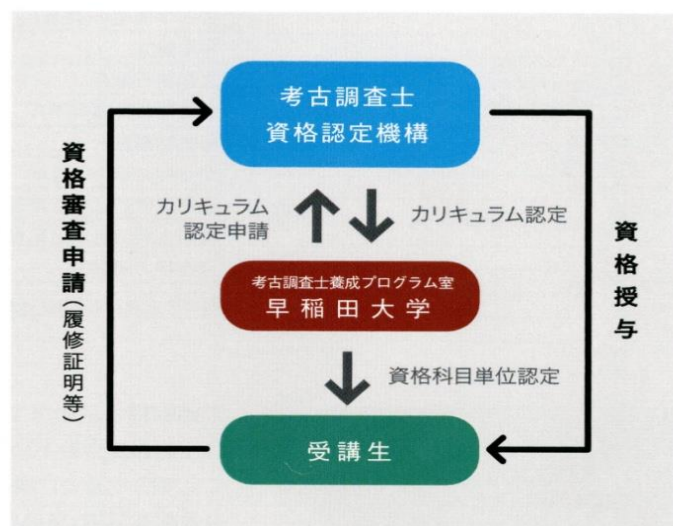 考古調査士
資格認定機構
カリキュラム
認定申請
カリキュラム認定
考古調査士養成プログラム室
早稲田大学
資格科目単位認定
受講生
資格審査申請(履修証明等)
資格授与